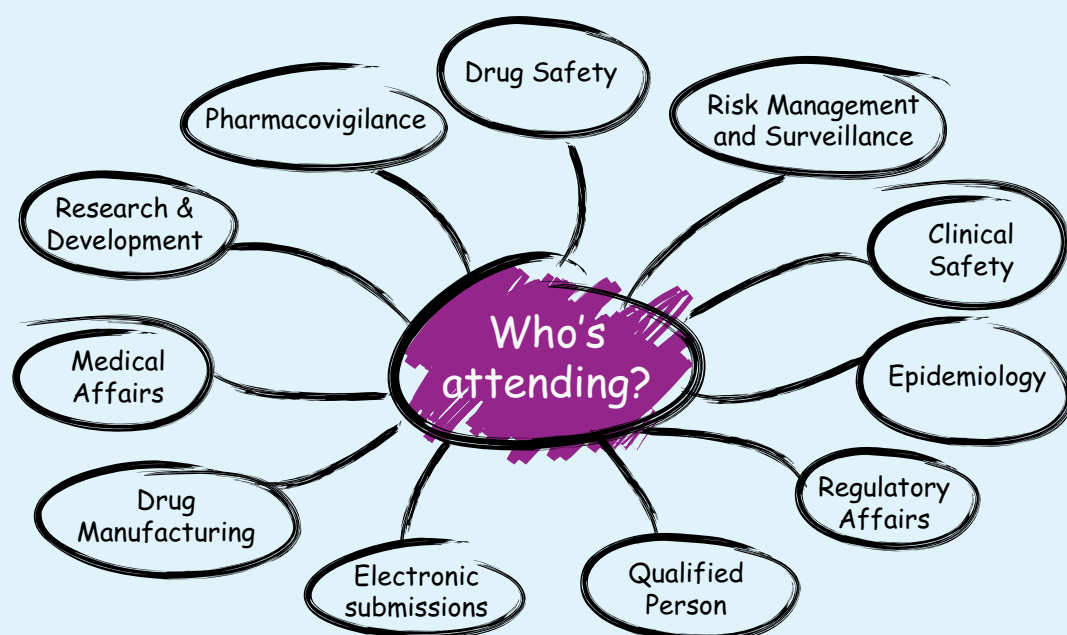 Drug Safety
Pharmacovigilance
Risk Management
and Surveillance
Research &
Development
Clinical
Safety
Who's
attending?
Medical
Affairs
Epidemiology
Drug
Manufacturing
Regulatory
Affairs
Electronic
submissions
Qualified
Person